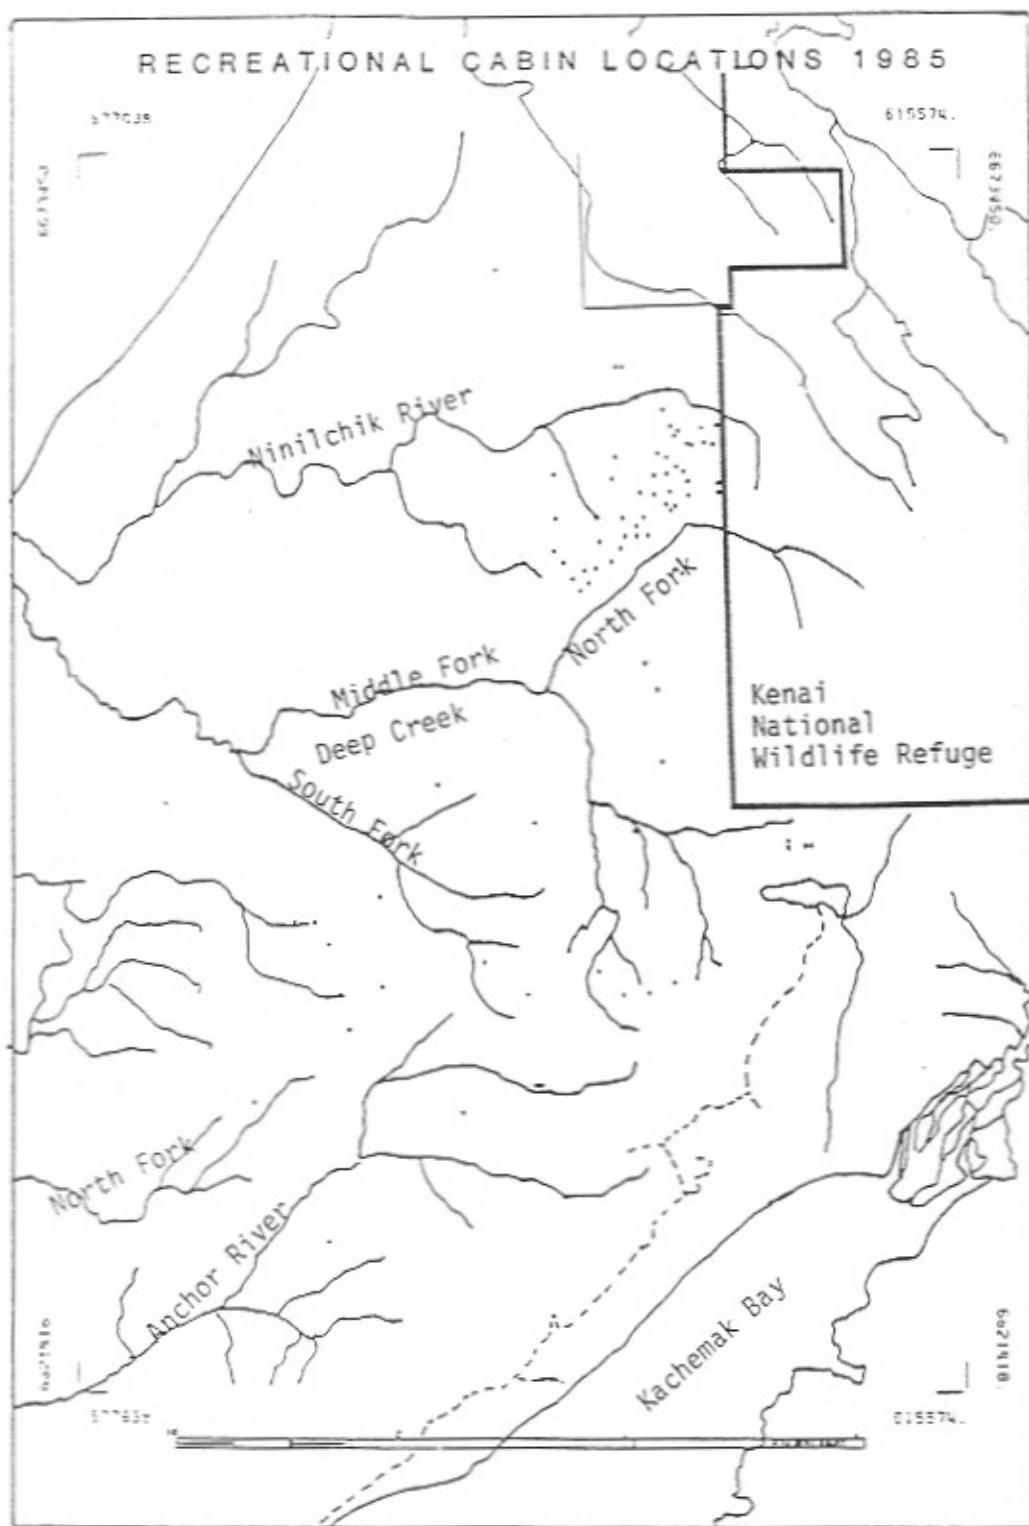 RECREATIONAL CABIN LOCATIONS 1985
615574.
Ninilchik River
North Fork
Middle Fork
Deep Creek
South Fork
Kenai
National
Wildlife Refuge
North Fork
Anchor River
Kachemak Bay